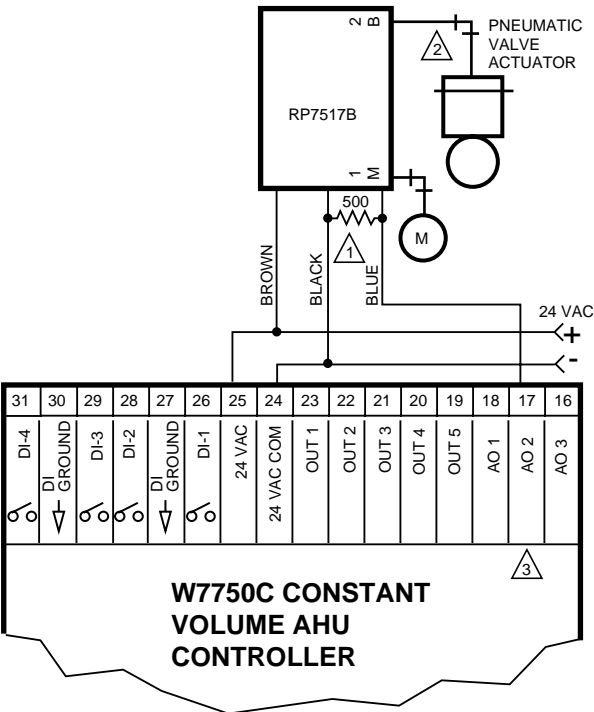 2 B
PNEUMATIC
VALVE
ACTUATOR
2
RP7517B
1 M
500
M
1
BROWN
BLACK
BLUE
24 VAC
+
-
31 30 29 28 27 26 25 24 23 22 21 20 19 18 17 16
DI-4
DI
GROUND
DI-3
DI-2
DI
GROUND
DI-1
24 VAC
24 VAC COM
OUT 1
OUT 2
OUT 3
OUT 4
OUT 5
AO 1
AO 2
AO 3
3
W7750C CONSTANT
VOLUME AHU
CONTROLLER